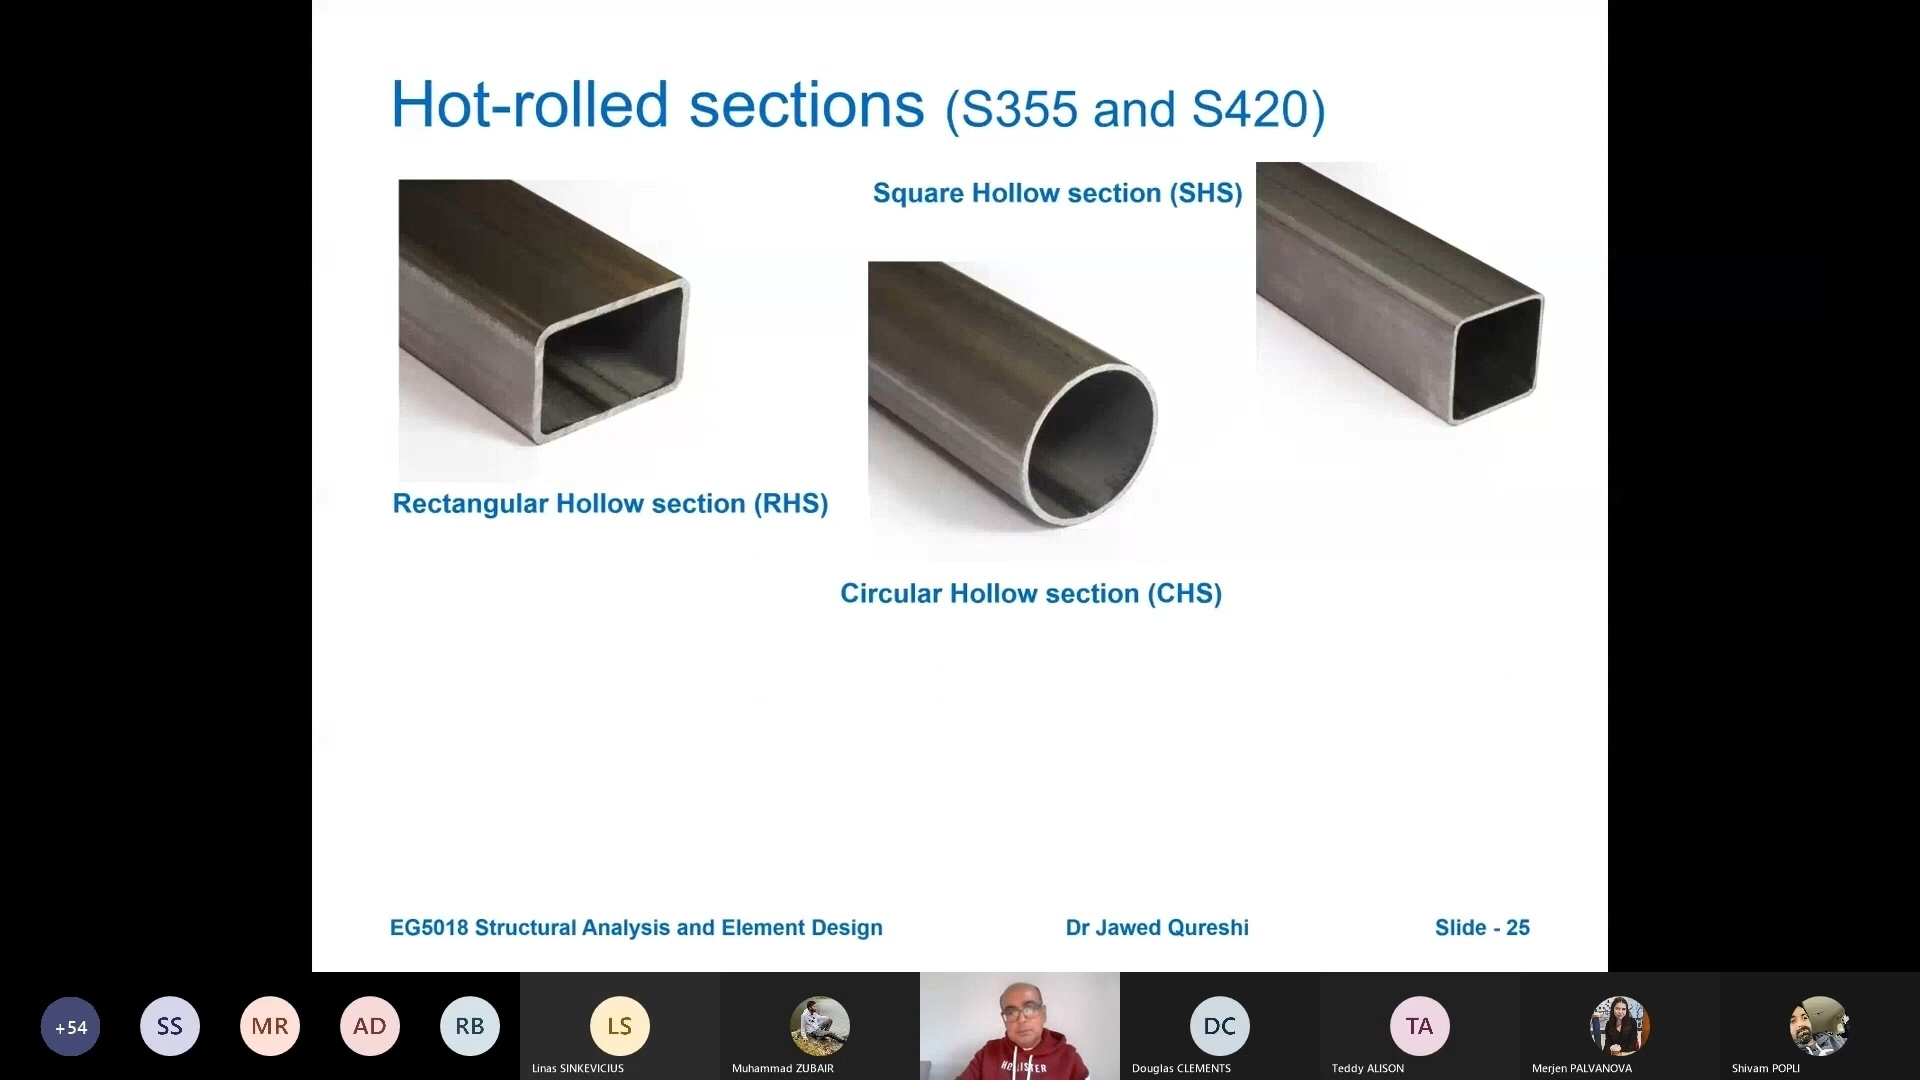 Hot-rolled sections (S355 and S420)
Square Hollow section (SHS)
Rectangular Hollow section (RHS)
Circular Hollow section (CHS)
EG5018 Structural Analysis and Element Design
Dr Jawed Qureshi
Slide - 25
+54
SS
MR
AD
RB
LS
Linas SINKEVICIUS
Muhammad ZUBAIR
HOLLISTER
DC
Douglas CLEMENTS
TA
Teddy ALISON
Merjen PALVANOVA
Shivam POPLI